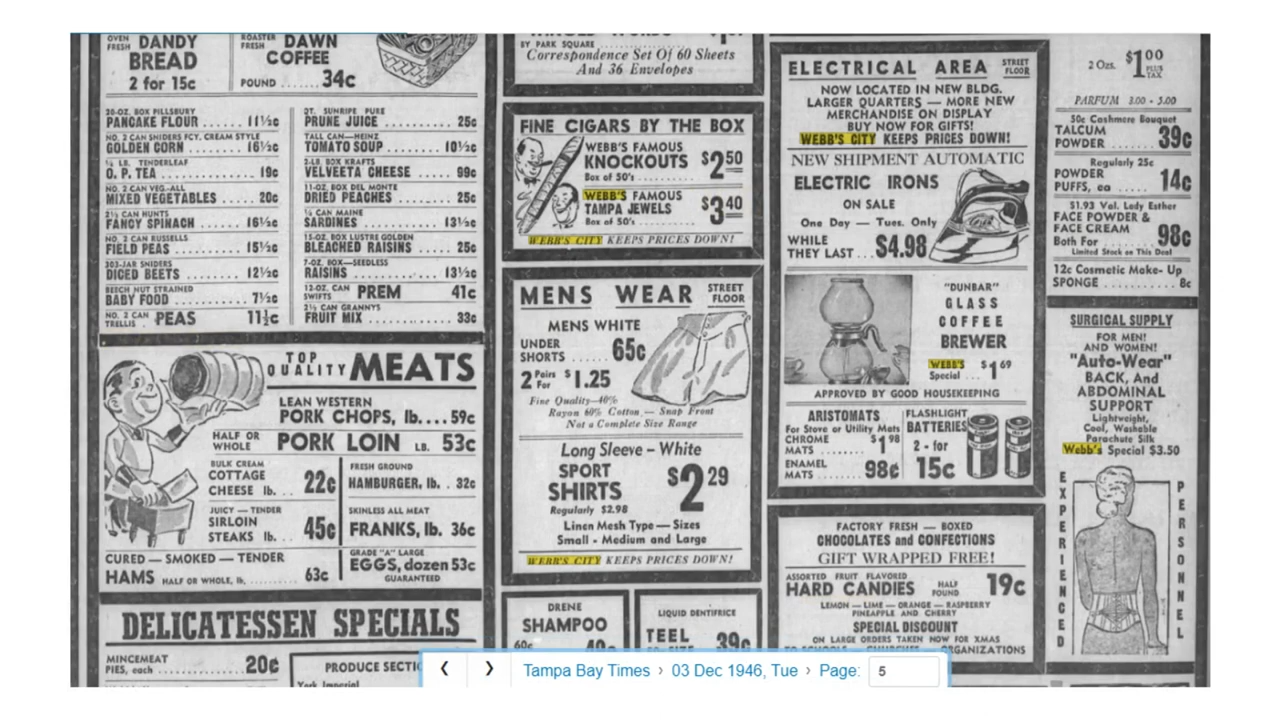 OVEN FRESH DANDY
BREAD
2 for 15c
ROASTER FRESH DAWN
COFFEE
POUND ....... 34c
20-OZ. BOX PILLSBURY
PANCAKE FLOUR ...... 11½c
NO. 2 CAN SNIDERS FCY. CREAM STYLE
GOLDEN CORN ........ 16½c
¼ LB. TENDERLEAF
O. P. TEA ............. 19c
NO. 2 CAN VEG-ALL
MIXED VEGETABLES .... 20c
2½ CAN HUNTS
FANCY SPINACH ...... 16½c
NO. 2 CAN RUSSELLS
FIELD PEAS .......... 15½c
303-JAR SNIDERS
DICED BEETS ......... 12½c
BEECH NUT STRAINED
BABY FOOD .......... 7½c
NO. 2 CAN
TRELLIS . PEAS 11½c
QT. SUNRIPE PURE
PRUNE JUICE .......... 25c
TALL CAN—HEINZ
TOMATO SOUP ....... 10½c
2-LB. BOX KRAFTS
VELVEETA CHEESE .... 99c
11-OZ. BOX DEL MONTE
DRIED PEACHES ........ 25c
¼ CAN MAINE
SARDINES ........... 13½c
15-OZ. BOX LUSTRE GOLDEN
BLEACHED RAISINS ..... 25c
7-OZ. BOX—SEEDLESS
RAISINS ............. 13½c
12-OZ. CAN
SWIFTS PREM 41c
2½ CAN GRANNYS
FRUIT MIX ............ 33c
TOP
QUALITY MEATS
LEAN WESTERN
PORK CHOPS, lb.... 59c
HALF OR
WHOLE PORK LOIN LB. 53c
BULK CREAM
COTTAGE
CHEESE lb. .. 22c
FRESH GROUND
HAMBURGER, lb. . 32c
JUICY — TENDER
SIRLOIN
STEAKS lb. .. 45c
SKINLESS ALL MEAT
FRANKS, lb. 36c
CURED — SMOKED — TENDER
HAMS HALF OR WHOLE, lb. .......... 63c
GRADE "A" LARGE
EGGS, dozen 53c
GUARANTEED
DELICATESSEN SPECIALS
MINCEMEAT
PIES, each ............... 20c
PRODUCE SECTI
York Imperial
BY PARK SQUARE
Correspondence Set Of 60 Sheets
And 36 Envelopes
FINE CIGARS BY THE BOX
WEBB'S FAMOUS
KNOCKOUTS $2.50
Box of 50's
WEBB'S FAMOUS
TAMPA JEWELS $3.40
Box of 50's
WEBB'S CITY KEEPS PRICES DOWN!
MENS WEAR STREET FLOOR
MENS WHITE
UNDER
SHORTS ...... 65c
2 Pairs For $1.25
Fine Quality—40%
Rayon 60% Cotton — Snap Front
Not a Complete Size Range
Long Sleeve – White
SPORT
SHIRTS $2.29
Regularly $2.98
Linen Mesh Type — Sizes
Small - Medium and Large
WEBB'S CITY KEEPS PRICES DOWN!
DRENE
SHAMPOO
60c
LIQUID DENTIFRICE
TEEL 39c
ELECTRICAL AREA STREET FLOOR
NOW LOCATED IN NEW BLDG.
LARGER QUARTERS — MORE NEW
MERCHANDISE ON DISPLAY
BUY NOW FOR GIFTS!
WEBB'S CITY KEEPS PRICES DOWN!
NEW SHIPMENT AUTOMATIC
ELECTRIC IRONS
ON SALE
One Day — Tues. Only
WHILE
THEY LAST ... $4.98
"DUNBAR"
GLASS
COFFEE
BREWER
WEBB'S
Special ... $1.69
APPROVED BY GOOD HOUSEKEEPING
ARISTOMATS
For Stove or Utility Mats
CHROME
MATS ........ $1.98
ENAMEL
MATS ....... 98c
FLASHLIGHT
BATTERIES
2 - for
15c
FACTORY FRESH — BOXED
CHOCOLATES and CONFECTIONS
GIFT WRAPPED FREE!
ASSORTED FRUIT FLAVORED
HARD CANDIES HALF POUND 19c
LEMON — LIME — ORANGE — RASPBERRY
PINEAPPLE AND CHERRY
SPECIAL DISCOUNT
ON LARGE ORDERS TAKEN NOW FOR XMAS
2 Ozs. $1.00 PLUS TAX
PARFUM 3.00 - 5.00
50c Cashmere Bouquet
TALCUM
POWDER ........ 39c
Regularly 25c
POWDER
PUFFS, ea ..... 14c
$1.93 Val. Lady Esther
FACE POWDER &
FACE CREAM
Both For ...... 98c
Limited Stock on This Deal
12c Cosmetic Make- Up
SPONGE ............... 8c
SURGICAL SUPPLY
FOR MEN!
AND WOMEN!
"Auto-Wear"
BACK, And
ABDOMINAL
SUPPORT
Lightweight,
Cool, Washable
Parachute Silk
Webb's Special $3.50
EXPERIENCED
PERSONNEL
Tampa Bay Times › 03 Dec 1946, Tue › Page: 5